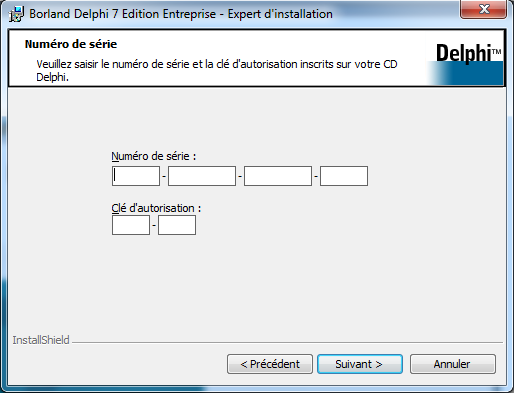 Borland Delphi 7 Edition Entreprise - Expert d'installation
Numéro de série
Veuillez saisir le numéro de série et la clé d'autorisation inscrits sur votre CD
Delphi.
Delphi™
Numéro de série :
- - -
Clé d'autorisation :
-
InstallShield
< Précédent Suivant > Annuler